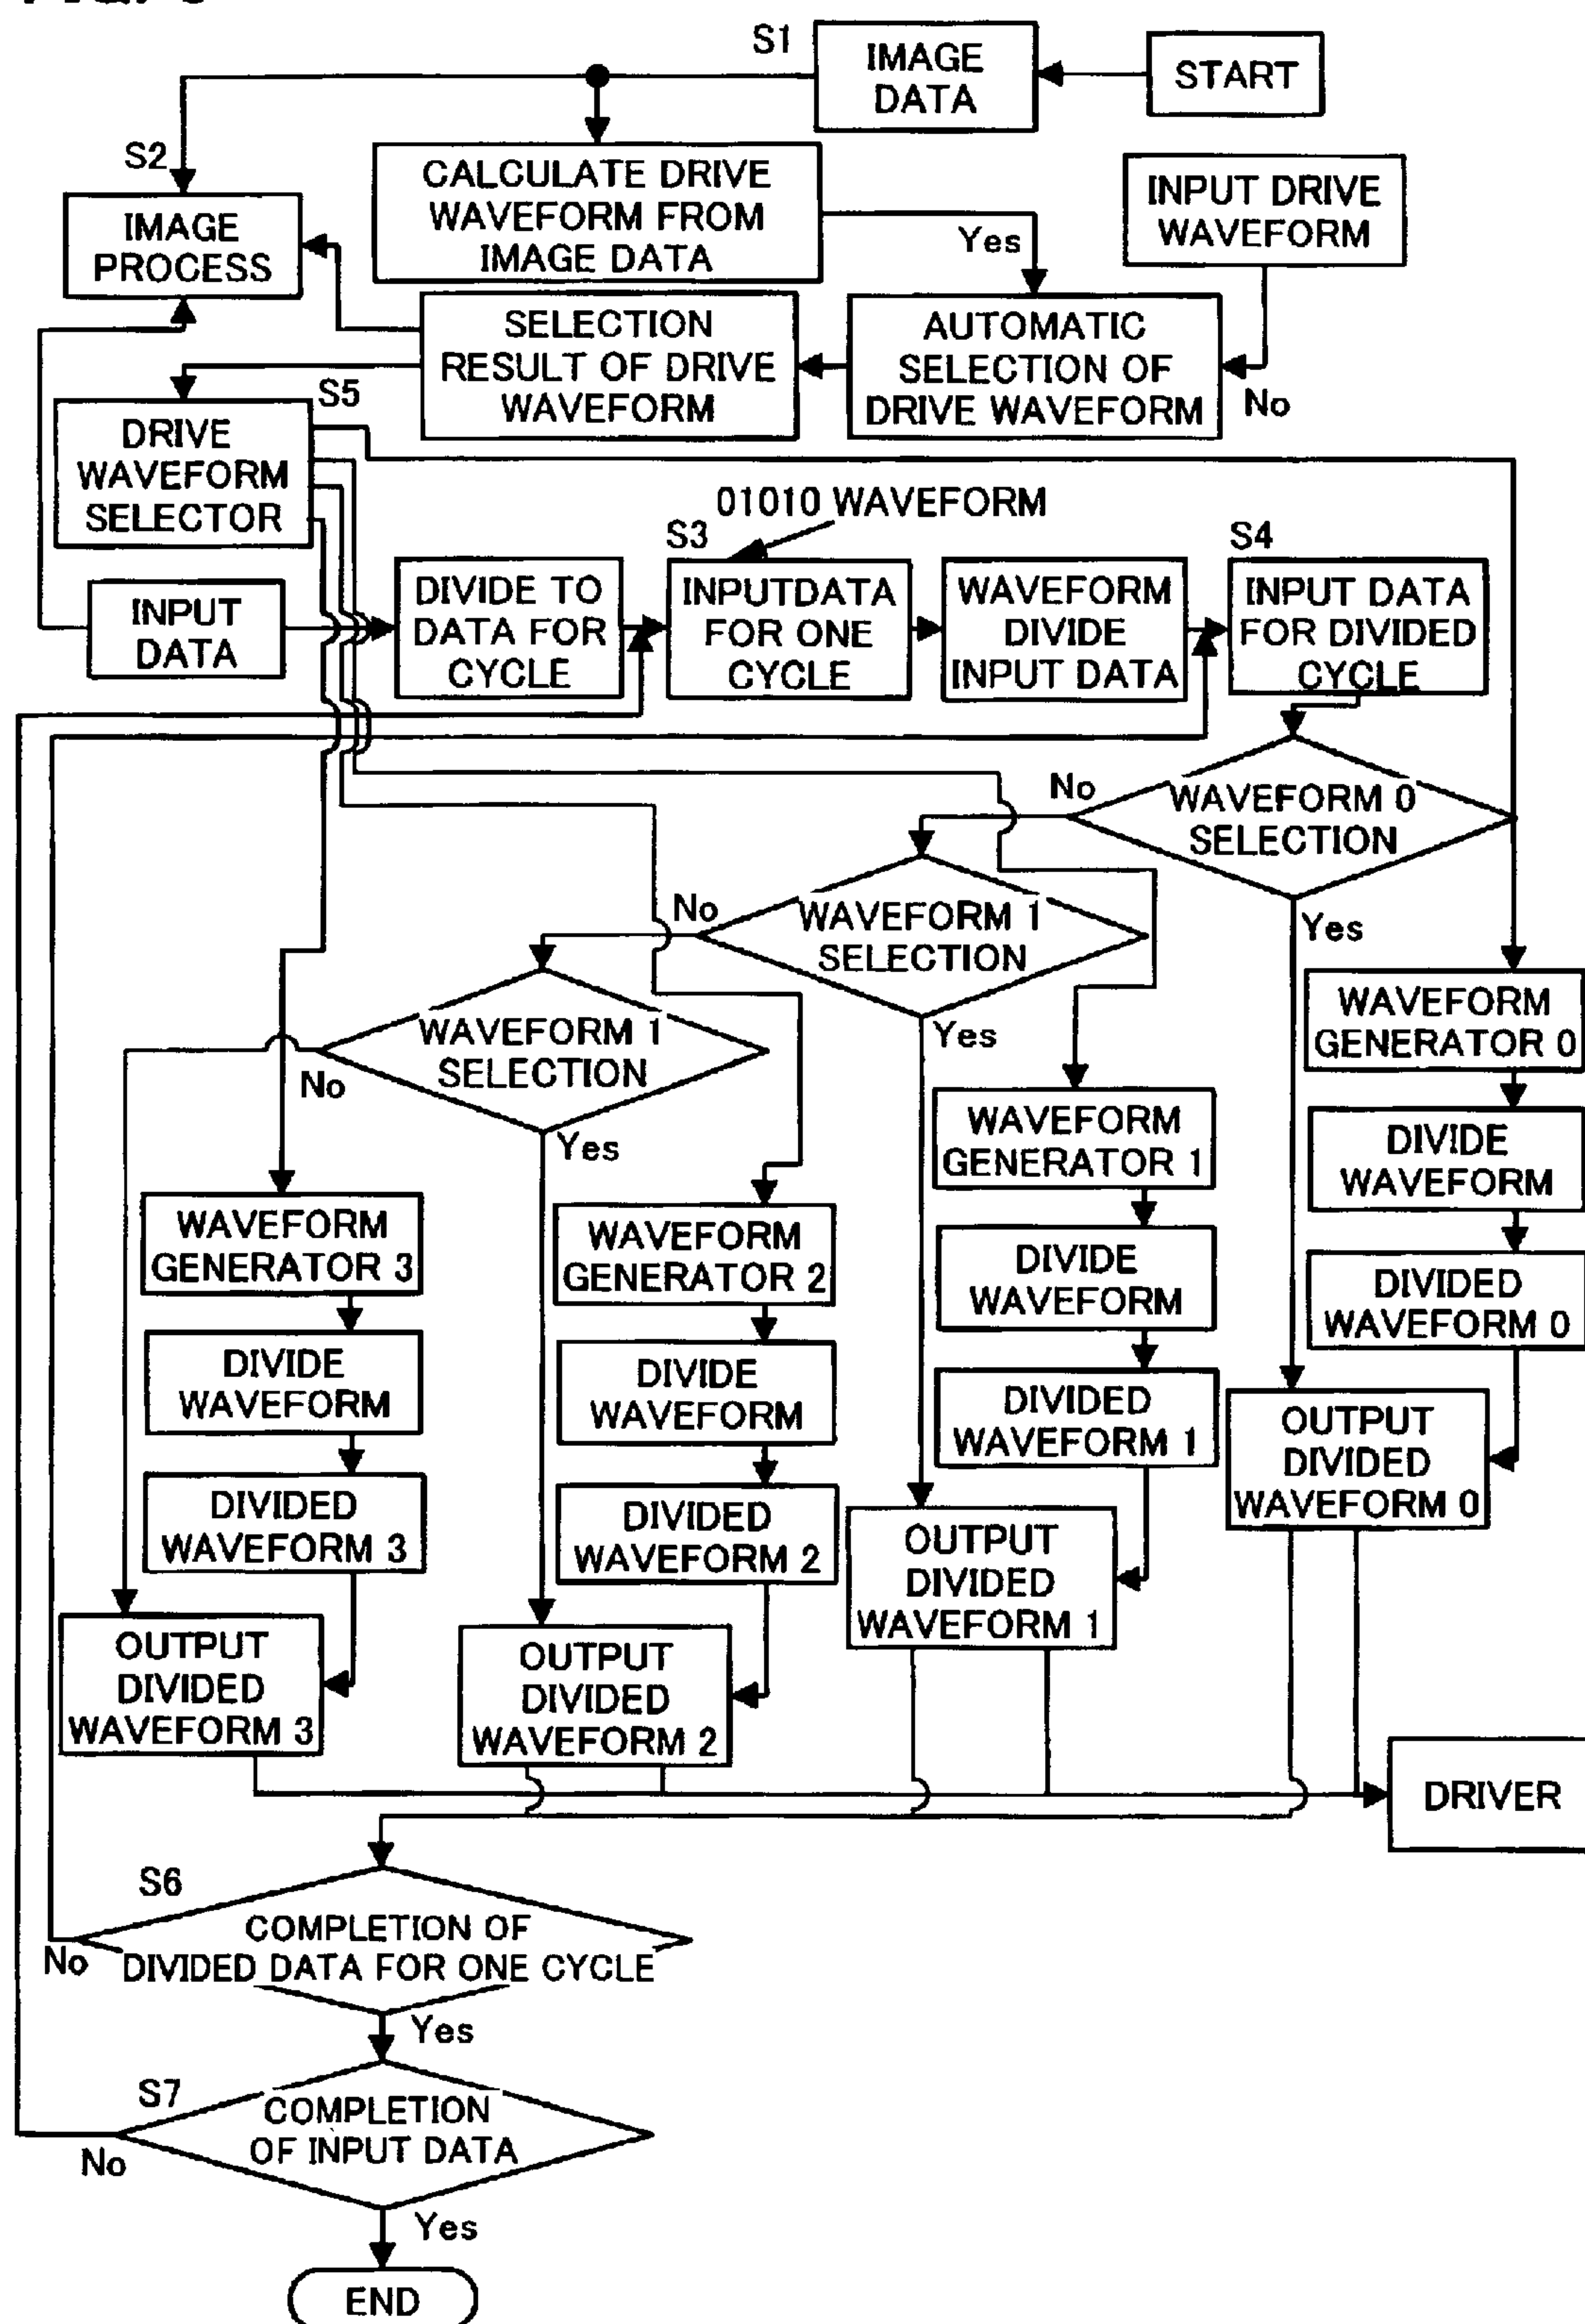 S1
IMAGE
DATA
START
S2
CALCULATE DRIVE
WAVEFORM FROM
IMAGE DATA
INPUT DRIVE
WAVEFORM
IMAGE
PROCESS
Yes
SELECTION
RESULT OF DRIVE
WAVEFORM
AUTOMATIC
SELECTION OF
DRIVE WAVEFORM
No
S5
DRIVE
WAVEFORM
SELECTOR
01010 WAVEFORM
S3
S4
INPUT
DATA
DIVIDE TO
DATA FOR
CYCLE
INPUTDATA
FOR ONE
CYCLE
WAVEFORM
DIVIDE
INPUT DATA
INPUT DATA
FOR DIVIDED
CYCLE
No
WAVEFORM 0
SELECTION
Yes
No
WAVEFORM 1
SELECTION
Yes
WAVEFORM 1
SELECTION
No
Yes
WAVEFORM
GENERATOR 0
DIVIDE
WAVEFORM
DIVIDED
WAVEFORM 0
OUTPUT
DIVIDED
WAVEFORM 0
WAVEFORM
GENERATOR 1
DIVIDE
WAVEFORM
DIVIDED
WAVEFORM 1
OUTPUT
DIVIDED
WAVEFORM 1
WAVEFORM
GENERATOR 2
DIVIDE
WAVEFORM
DIVIDED
WAVEFORM 2
OUTPUT
DIVIDED
WAVEFORM 2
WAVEFORM
GENERATOR 3
DIVIDE
WAVEFORM
DIVIDED
WAVEFORM 3
OUTPUT
DIVIDED
WAVEFORM 3
DRIVER
S6
COMPLETION OF
DIVIDED DATA FOR ONE CYCLE
No
Yes
S7
COMPLETION
OF INPUT DATA
No
Yes
END